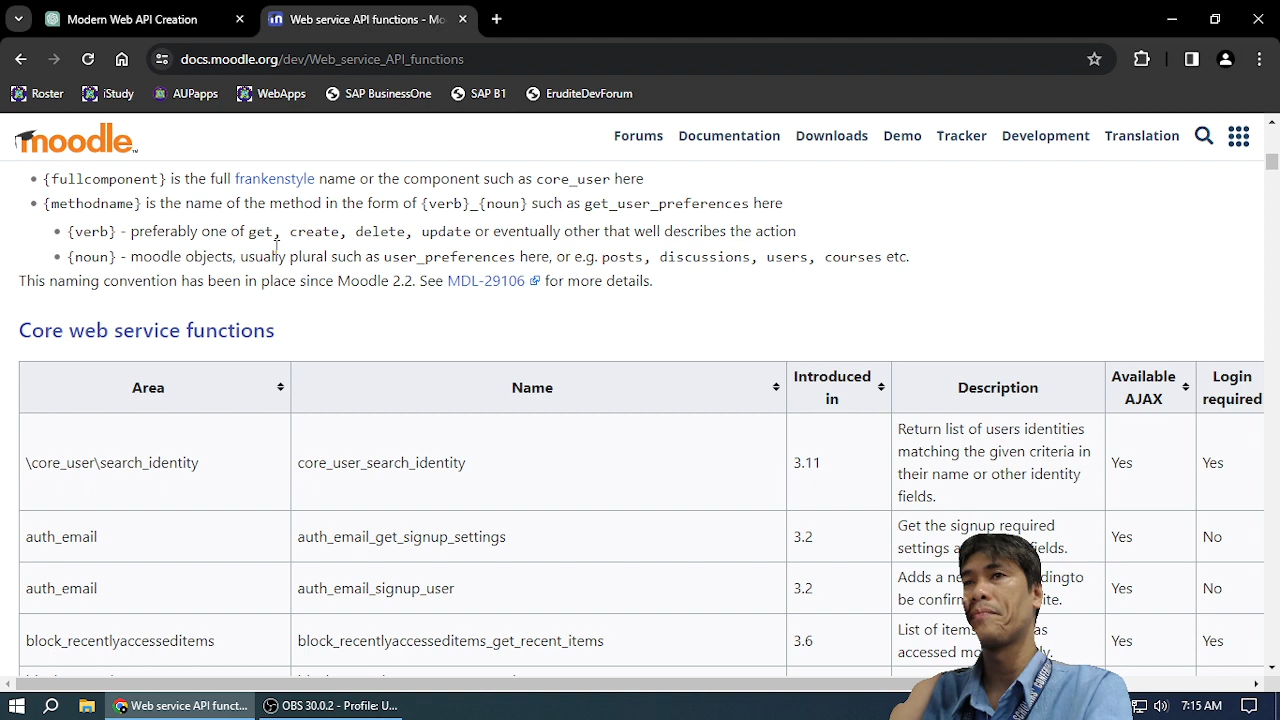 Modern Web API Creation
Web service API functions - Mo
docs.moodle.org/dev/Web_service_API_functions
Roster iStudy AUPapps WebApps SAP BusinessOne SAP B1 EruditeDevForum
moodle
Forums Documentation Downloads Demo Tracker Development Translation
{fullcomponent} is the full frankenstyle name or the component such as core_user here
{methodname} is the name of the method in the form of {verb}_{noun} such as get_user_preferences here
{verb} - preferably one of get, create, delete, update or eventually other that well describes the action
{noun} - moodle objects, usually plural such as user_preferences here, or e.g. posts, discussions, users, courses etc.
This naming convention has been in place since Moodle 2.2. See MDL-29106 for more details.
Core web service functions
Area Name Introduced in Description Available AJAX Login required
\core_user\search_identity core_user_search_identity 3.11 Return list of users identities matching the given criteria in their name or other identity fields. Yes Yes
auth_email auth_email_get_signup_settings 3.2 Get the signup required settings Yes No
auth_email auth_email_signup_user 3.2 Adds a be Yes No
block_recentlyaccesseditems block_recentlyaccesseditems_get_recent_items 3.6 List of accessed Yes Yes
Web service API funct...
OBS 30.0.2 - Profile: U...
7:15 AM